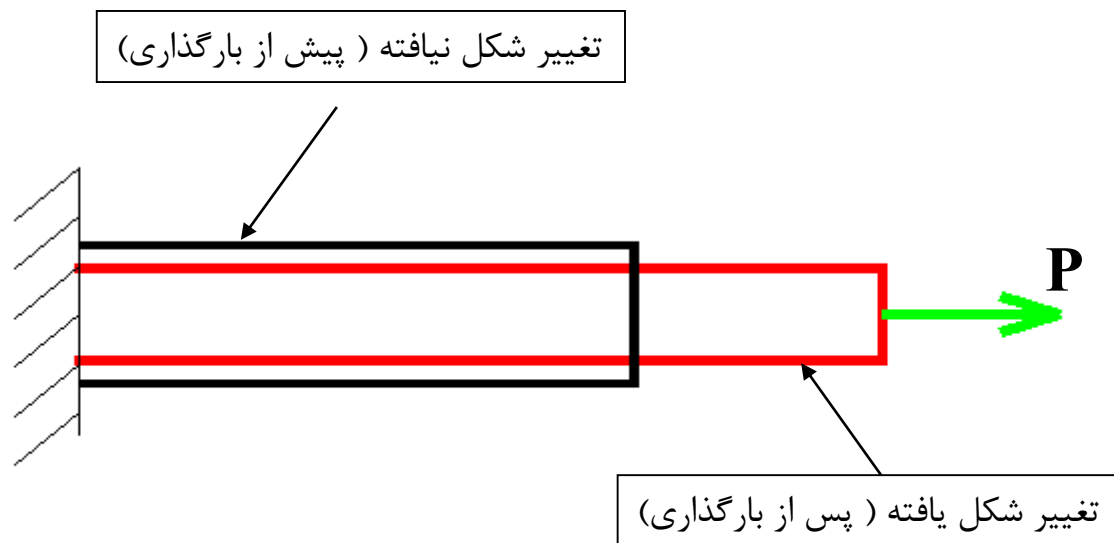 تغییر شکل نیافته ( پیش از بارگذاری)
P
تغییر شکل یافته ( پس از بارگذاری)